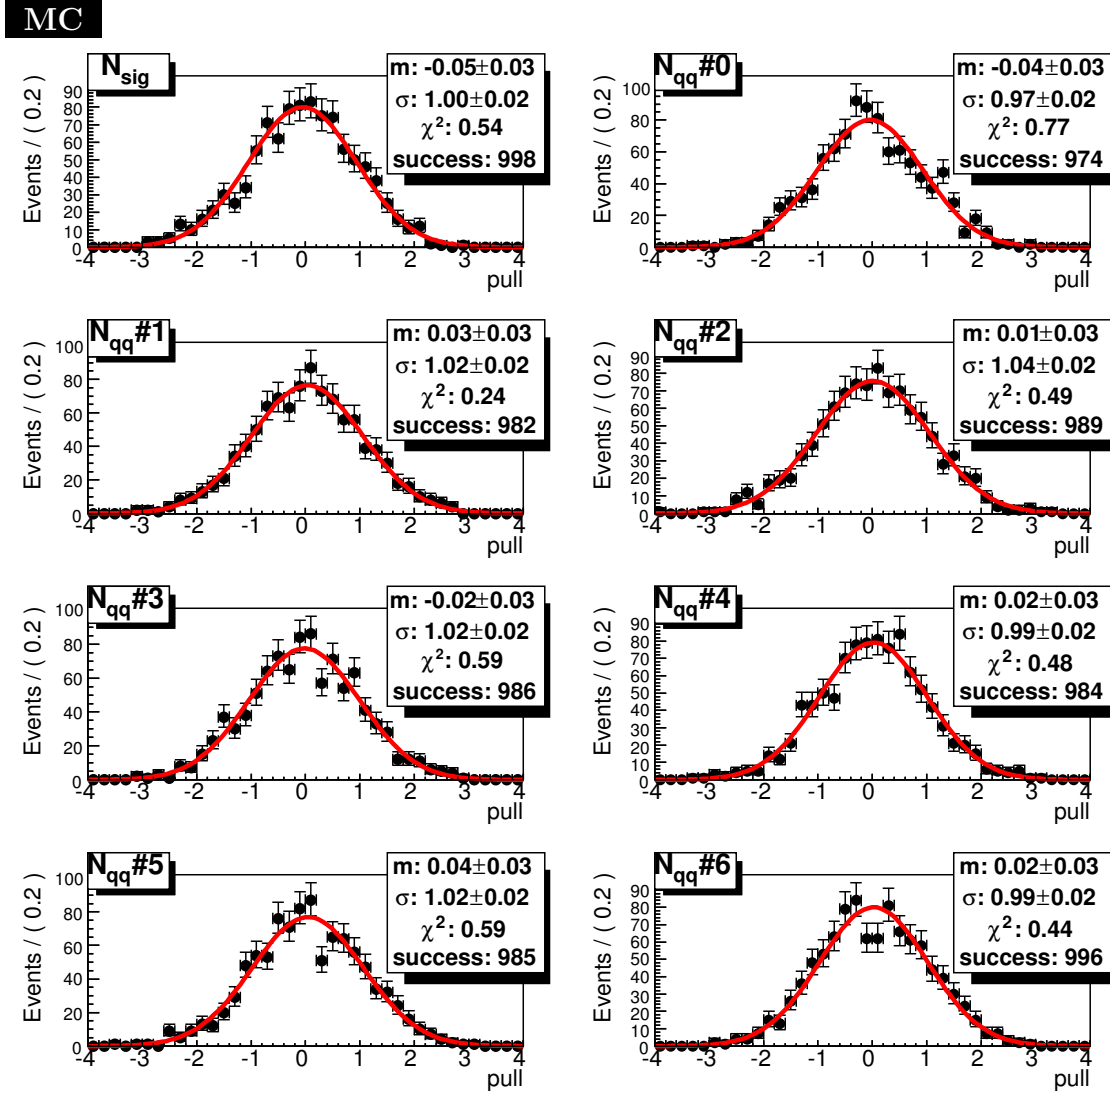 MC
N_sig
m: -0.05±0.03
σ: 1.00±0.02
χ²: 0.54
success: 998
Events / ( 0.2 )
90
80
70
60
50
40
30
20
10
0
-4 -3 -2 -1 0 1 2 3 4
pull
N_qq#0
m: -0.04±0.03
σ: 0.97±0.02
χ²: 0.77
success: 974
Events / ( 0.2 )
100
80
60
40
20
0
-4 -3 -2 -1 0 1 2 3 4
pull
N_qq#1
m: 0.03±0.03
σ: 1.02±0.02
χ²: 0.24
success: 982
Events / ( 0.2 )
100
80
60
40
20
0
-4 -3 -2 -1 0 1 2 3 4
pull
N_qq#2
m: 0.01±0.03
σ: 1.04±0.02
χ²: 0.49
success: 989
Events / ( 0.2 )
90
80
70
60
50
40
30
20
10
0
-4 -3 -2 -1 0 1 2 3 4
pull
N_qq#3
m: -0.02±0.03
σ: 1.02±0.02
χ²: 0.59
success: 986
Events / ( 0.2 )
100
80
60
40
20
0
-4 -3 -2 -1 0 1 2 3 4
pull
N_qq#4
m: 0.02±0.03
σ: 0.99±0.02
χ²: 0.48
success: 984
Events / ( 0.2 )
90
80
70
60
50
40
30
20
10
0
-4 -3 -2 -1 0 1 2 3 4
pull
N_qq#5
m: 0.04±0.03
σ: 1.02±0.02
χ²: 0.59
success: 985
Events / ( 0.2 )
100
80
60
40
20
0
-4 -3 -2 -1 0 1 2 3 4
pull
N_qq#6
m: 0.02±0.03
σ: 0.99±0.02
χ²: 0.44
success: 996
Events / ( 0.2 )
90
80
70
60
50
40
30
20
10
0
-4 -3 -2 -1 0 1 2 3 4
pull